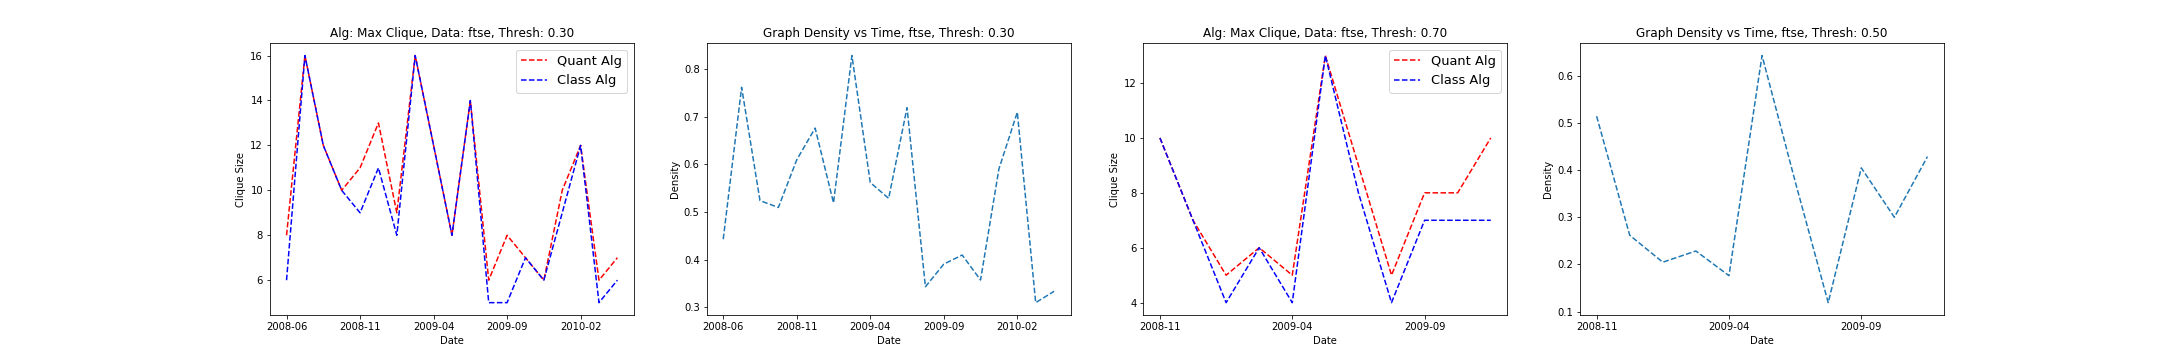 Alg: Max Clique, Data: ftse, Thresh: 0.30
Quant Alg
Class Alg
Clique Size
16
14
12
10
8
6
2008-06 2008-11 2009-04 2009-09 2010-02
Date
Graph Density vs Time, ftse, Thresh: 0.30
Density
0.8
0.7
0.6
0.5
0.4
0.3
2008-06 2008-11 2009-04 2009-09 2010-02
Date
Alg: Max Clique, Data: ftse, Thresh: 0.70
Quant Alg
Class Alg
Clique Size
12
10
8
6
4
2008-11 2009-04 2009-09
Date
Graph Density vs Time, ftse, Thresh: 0.50
Density
0.6
0.5
0.4
0.3
0.2
0.1
2008-11 2009-04 2009-09
Date